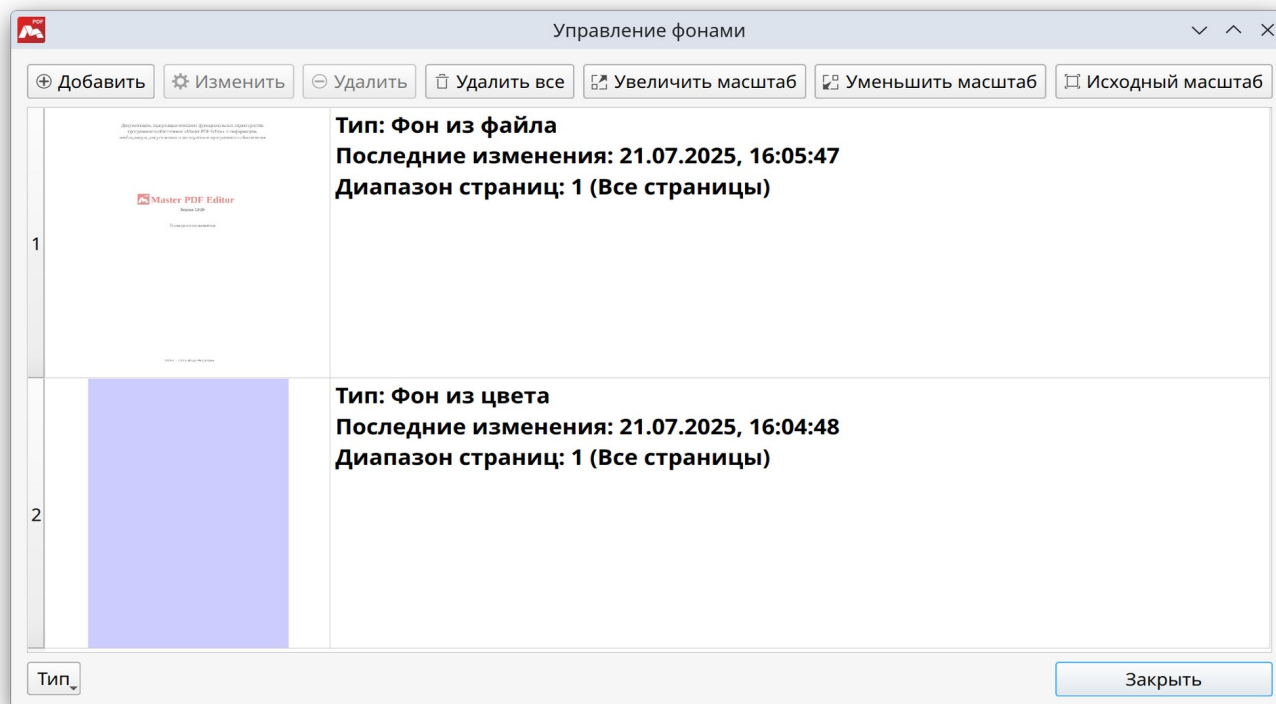 PDF
Управление фонами
Добавить
Изменить
Удалить
Удалить все
Увеличить масштаб
Уменьшить масштаб
Исходный масштаб
1
Master PDF Editor
Тип: Фон из файла
Последние изменения: 21.07.2025, 16:05:47
Диапазон страниц: 1 (Все страницы)
2
Тип: Фон из цвета
Последние изменения: 21.07.2025, 16:04:48
Диапазон страниц: 1 (Все страницы)
Тип
Закрыть